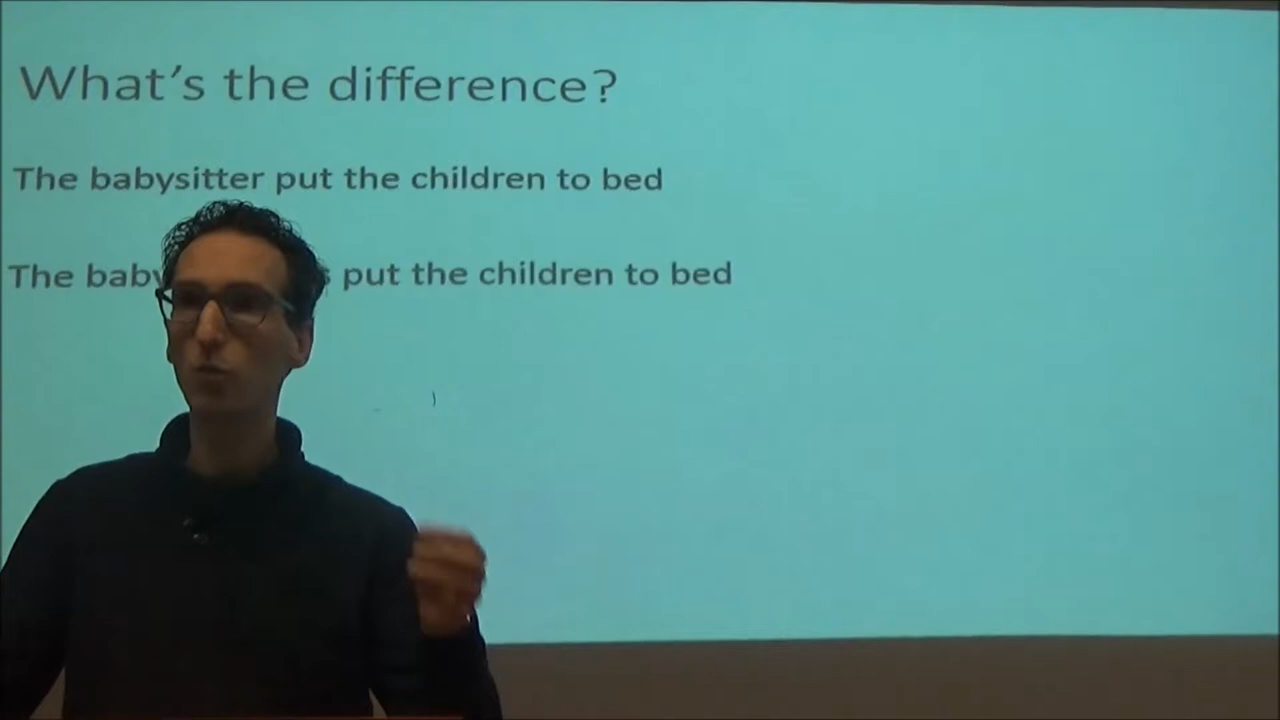 What's the difference?
The babysitter put the children to bed
The put the children to bed